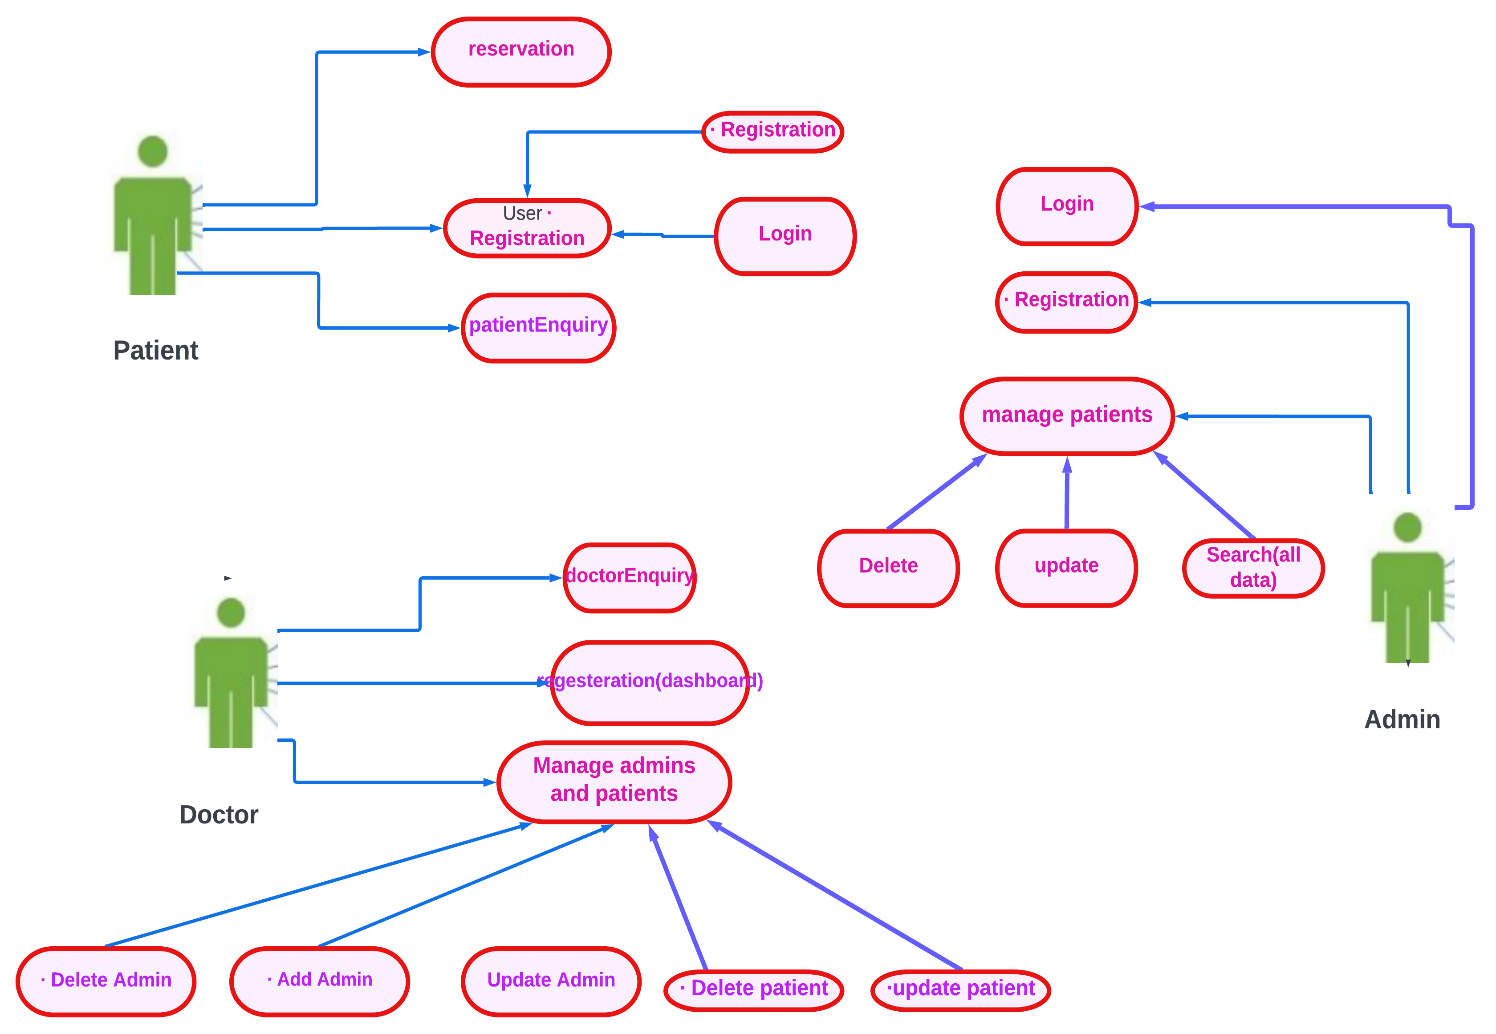 reservation
· Registration
User ·
Registration
Login
patientEnquiry
Patient
Login
· Registration
manage patients
Delete
update
Search(all
data)
Admin
doctorEnquiry
regesteration(dashboard)
Manage admins
and patients
Doctor
· Delete Admin
· Add Admin
Update Admin
· Delete patient
·update patient